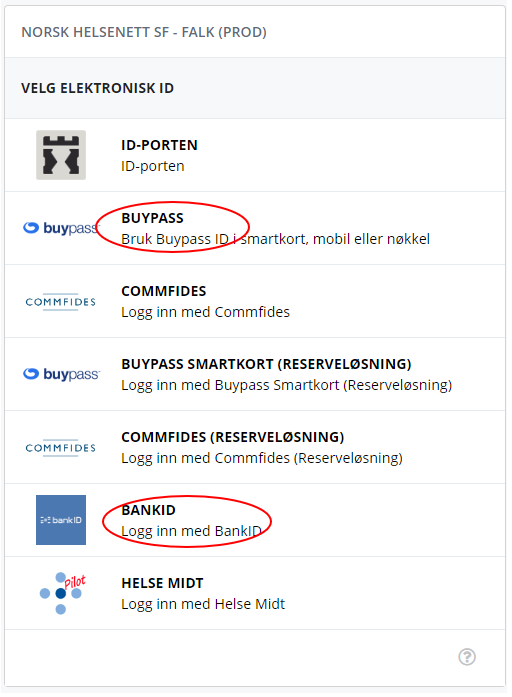 NORSK HELSENETT SF - FALK (PROD)
VELG ELEKTRONISK ID
ID-PORTEN
ID-porten
buypass
BUYPASS
Bruk Buypass ID i smartkort, mobil eller nøkkel
COMMFIDES
COMMFIDES
Logg inn med Commfides
buypass
BUYPASS SMARTKORT (RESERVELØSNING)
Logg inn med Buypass Smartkort (Reserveløsning)
COMMFIDES
COMMFIDES (RESERVELØSNING)
Logg inn med Commfides (Reserveløsning)
bankID
BANKID
Logg inn med BankID
Pilot
HELSE MIDT
Logg inn med Helse Midt
?